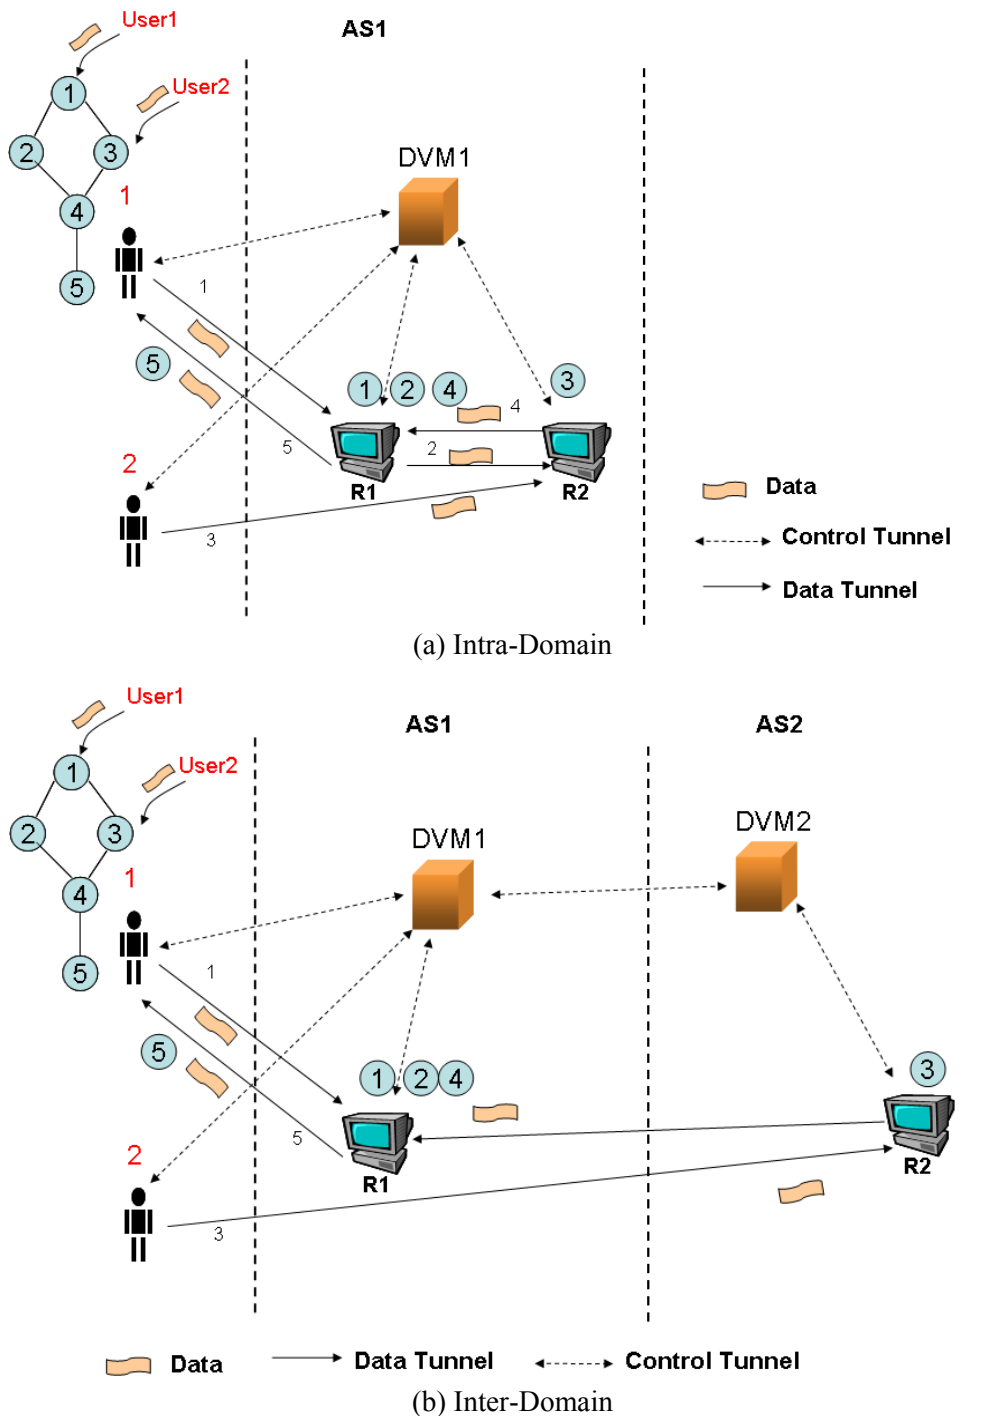 User1
AS1
User2
1
2
3
DVM1
1
4
5
1
5
3
1
2
4
4
5
2
2
R1
R2
Data
3
Control Tunnel
Data Tunnel
(a) Intra-Domain
User1
AS1
AS2
User2
1
2
3
DVM1
DVM2
1
4
5
1
5
3
1
2
4
5
2
R1
R2
3
Data
Data Tunnel
Control Tunnel
(b) Inter-Domain